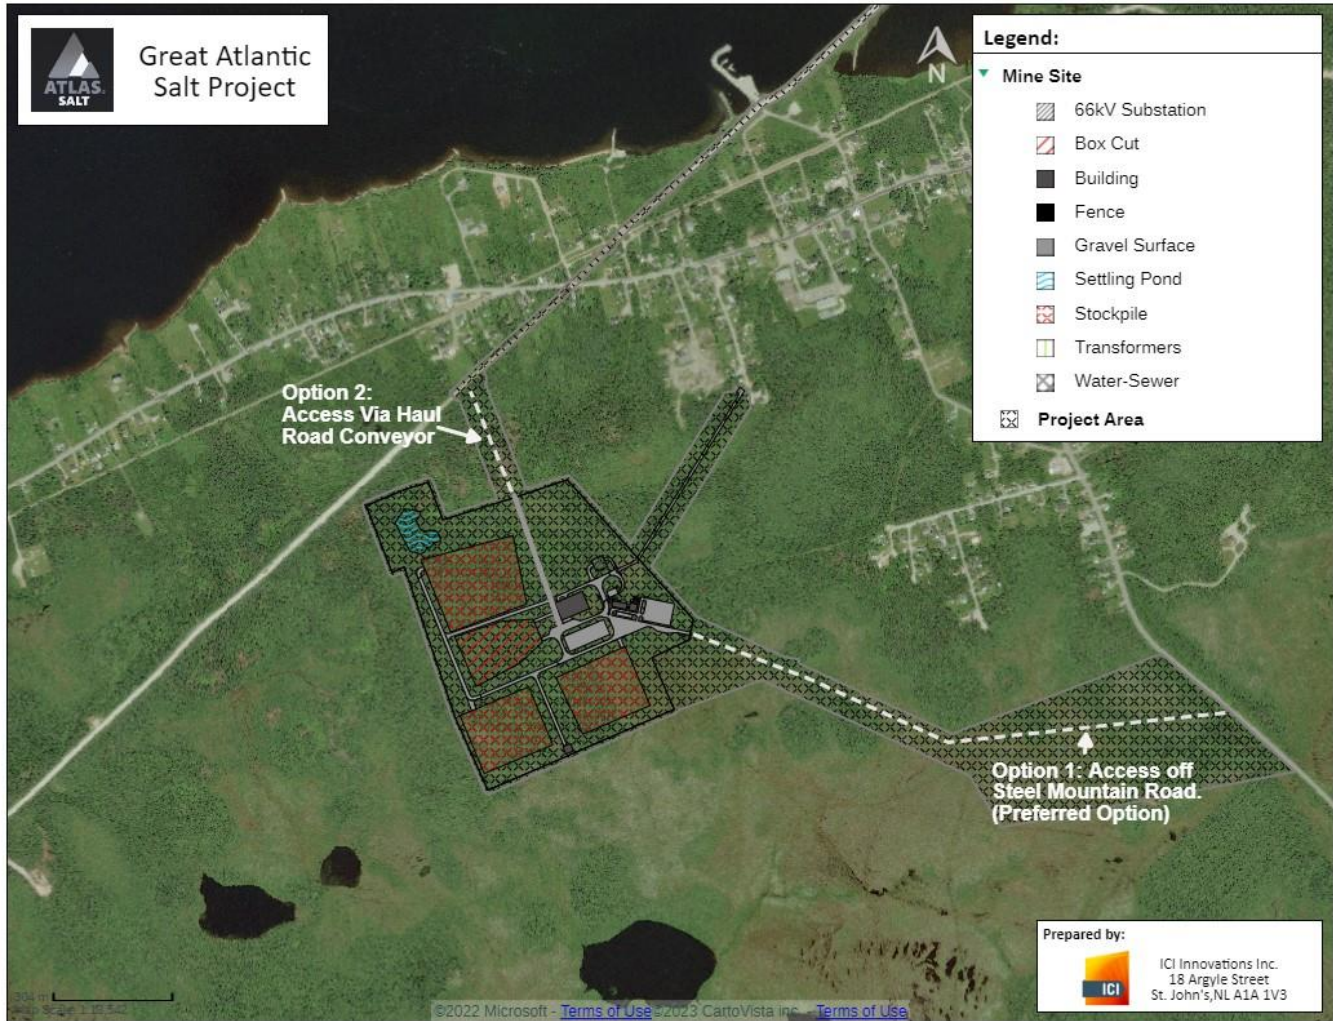 ATLAS
SALT
Great Atlantic
Salt Project
N
Legend:
Mine Site
66kV Substation
Box Cut
Building
Fence
Gravel Surface
Settling Pond
Stockpile
Transformers
Water-Sewer
Project Area
Option 2:
Access Via Haul
Road Conveyor
Option 1: Access off
Steel Mountain Road.
(Preferred Option)
Prepared by:
ICI
ICI Innovations Inc.
18 Argyle Street
St. John's,NL A1A 1V3
©2022 Microsoft - Terms of Use ©2023 CartoVista inc. - Terms of Use